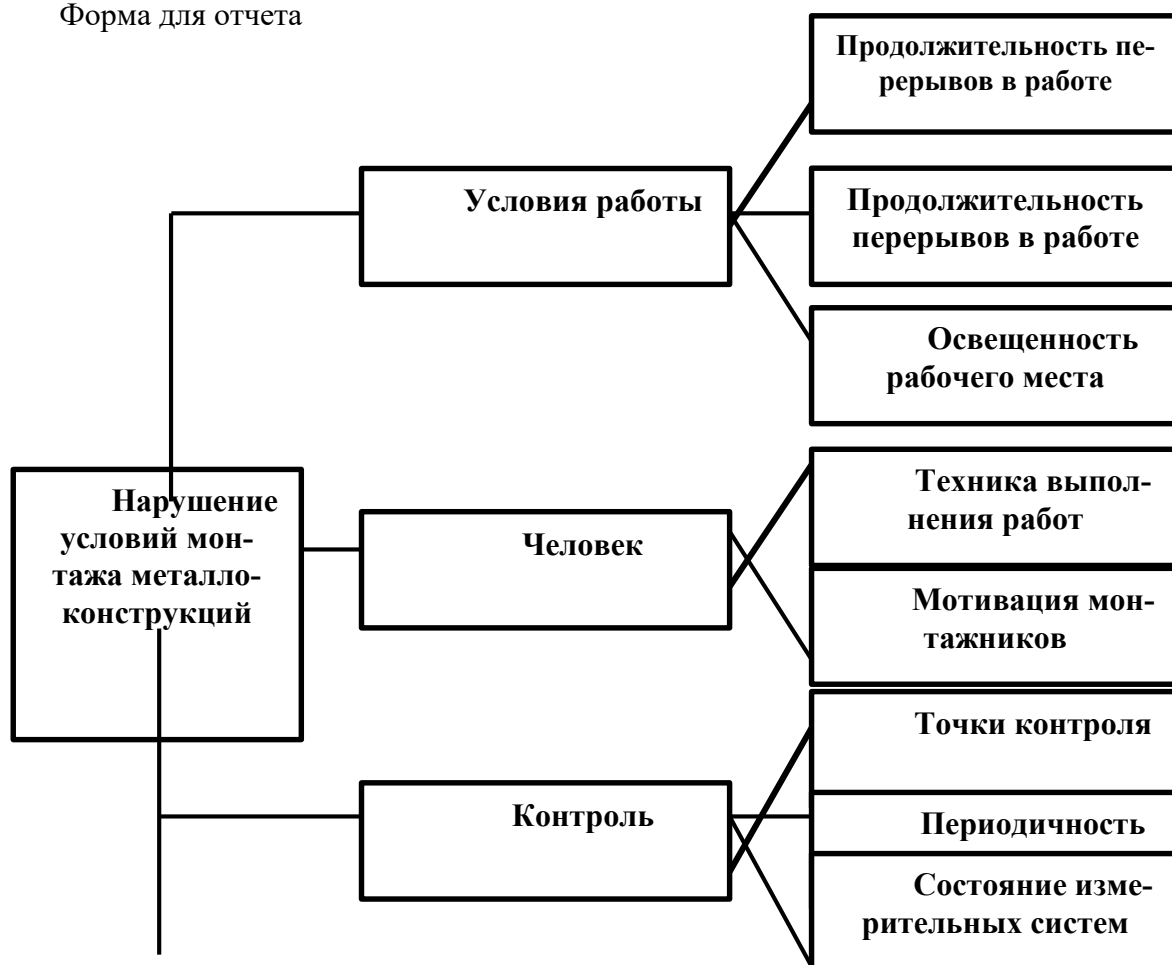 Форма для отчета
Продолжительность пе-
рерывов в работе
Условия работы
Продолжительность
перерывов в работе
Освещенность
рабочего места
Нарушение
условий мон-
тажа металло-
конструкций
Человек
Техника выпол-
нения работ
Мотивация мон-
тажников
Контроль
Точки контроля
Периодичность
Состояние изме-
рительных систем